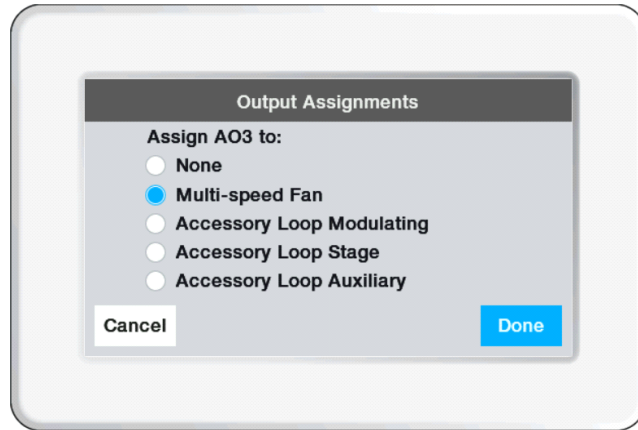 Output Assignments
Assign AO3 to:
None
Multi-speed Fan
Accessory Loop Modulating
Accessory Loop Stage
Accessory Loop Auxiliary
Cancel
Done